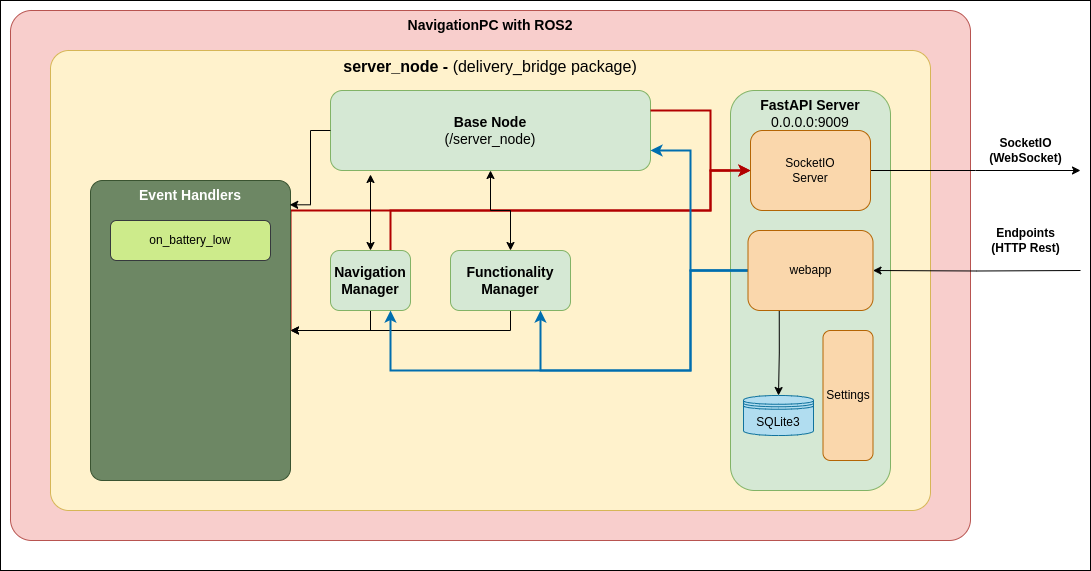 NavigationPC with ROS2
server_node - (delivery_bridge package)
Base Node
(/server_node)
FastAPI Server
0.0.0.0:9009
SocketIO
Server
SocketIO
(WebSocket)
Event Handlers
on_battery_low
Navigation
Manager
Functionality
Manager
webapp
Endpoints
(HTTP Rest)
Settings
SQLite3